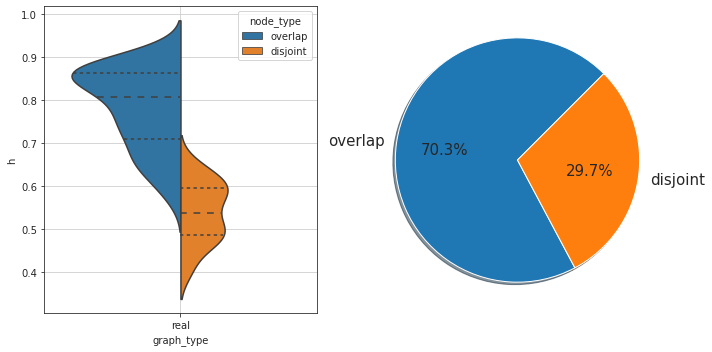 1.0
0.9
0.8
0.7
0.6
0.5
0.4
h
node_type
overlap
disjoint
real
graph_type
overlap
70.3%
29.7%
disjoint